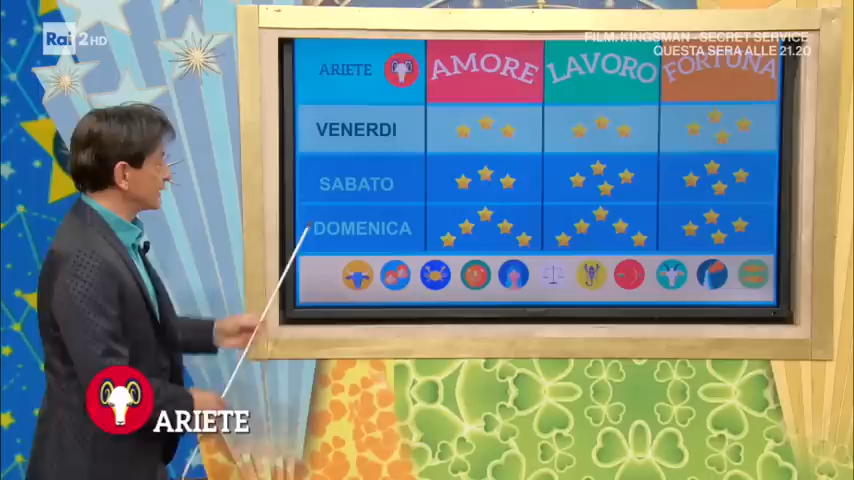 Rai 2 HD
FILM: KINGSMAN - SECRET SERVICE
QUESTA SERA ALLE 21.20
ARIETE AMORE LAVORO FORTUNA
VENERDI
SABATO
DOMENICA
ARIETE